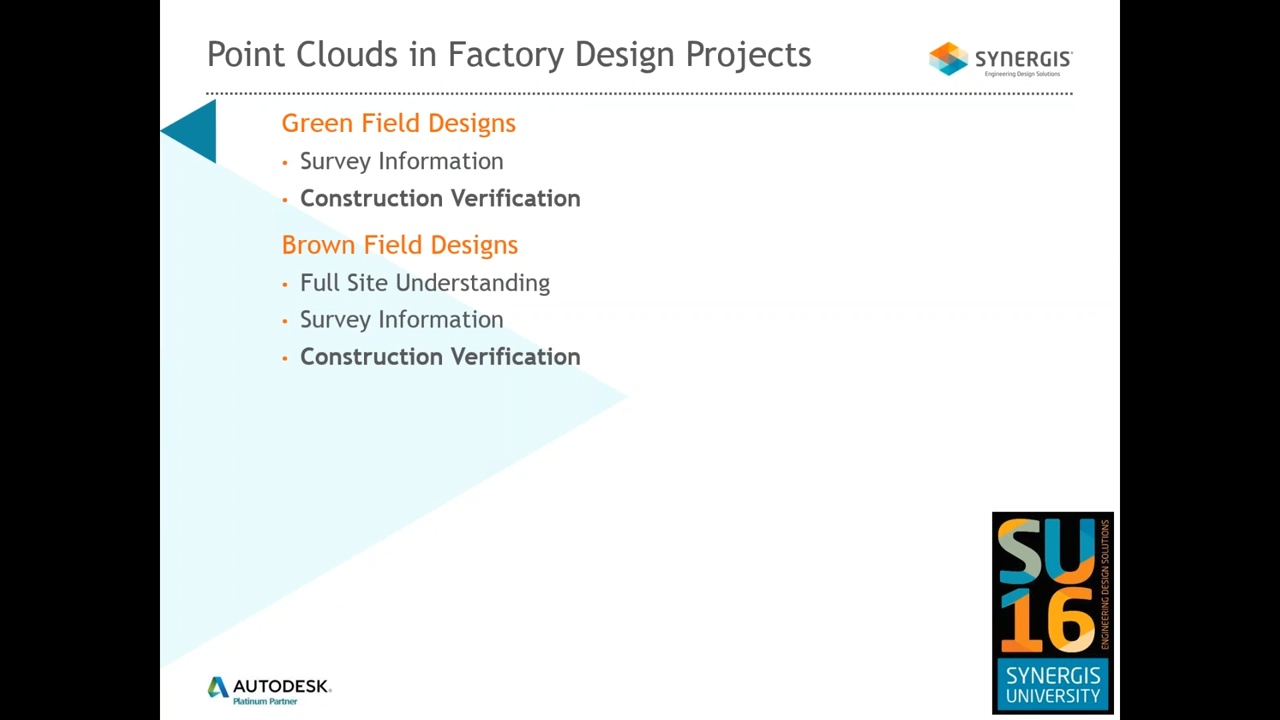 Point Clouds in Factory Design Projects
SYNERGIS
Engineering Design Solutions
Green Field Designs
• Survey Information
• Construction Verification
Brown Field Designs
• Full Site Understanding
• Survey Information
• Construction Verification
SU
16
ENGINEERING DESIGN SOLUTIONS
SYNERGIS
UNIVERSITY
AUTODESK
Platinum Partner